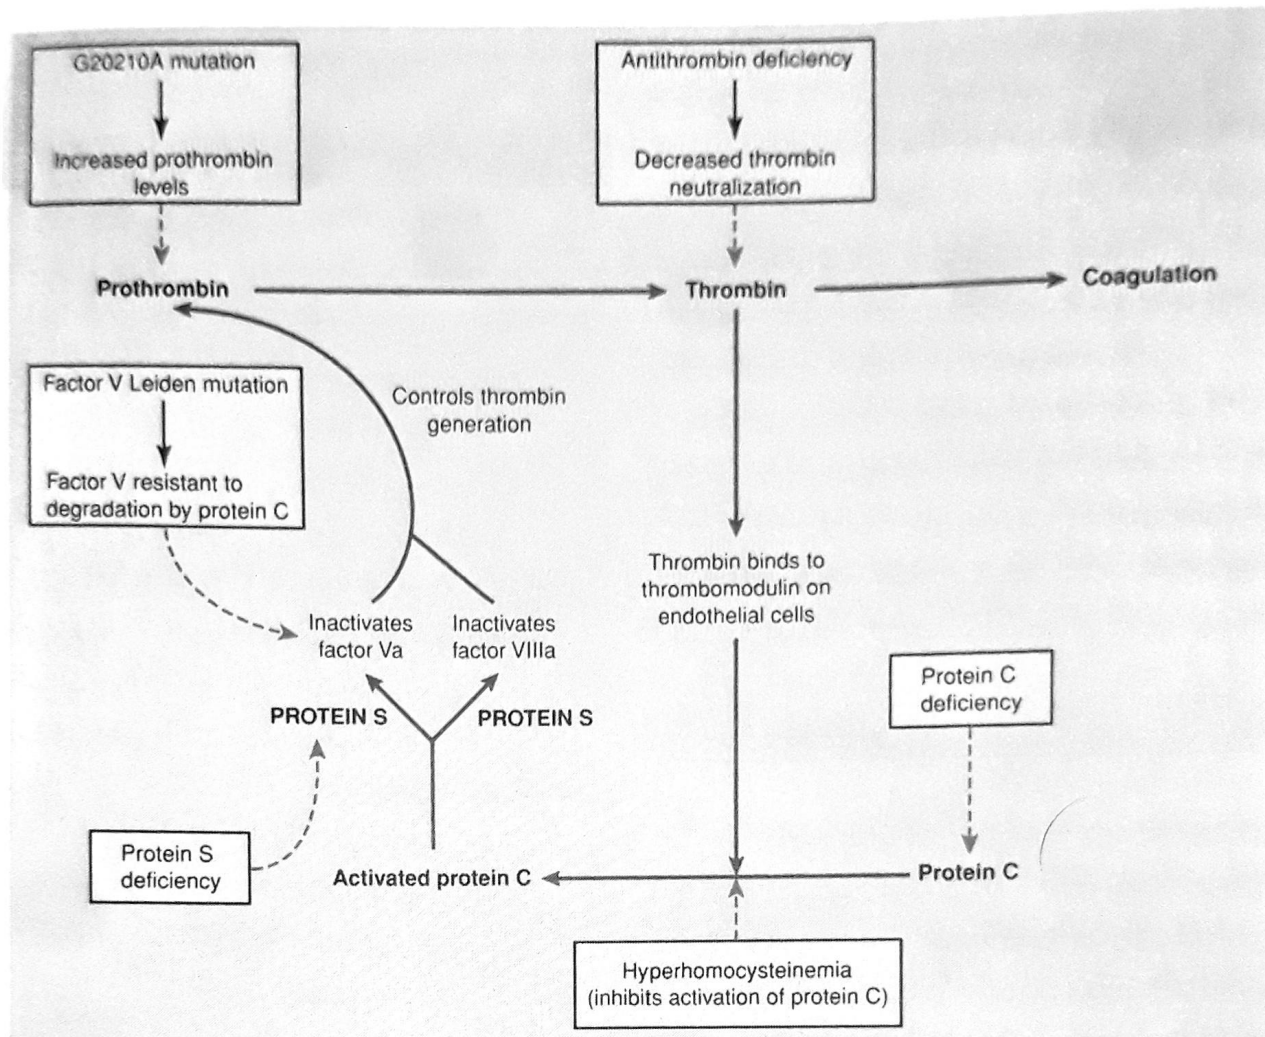 G20210A mutation
Increased prothrombin
levels
Antithrombin deficiency
Decreased thrombin
neutralization
Prothrombin
Thrombin
Coagulation
Factor V Leiden mutation
Factor V resistant to
degradation by protein C
Controls thrombin
generation
Thrombin binds to
thrombomodulin on
endothelial cells
Inactivates
factor Va
Inactivates
factor VIIIa
PROTEIN S
PROTEIN S
Protein C
deficiency
Protein S
deficiency
Activated protein C
Protein C
Hyperhomocysteinemia
(inhibits activation of protein C)